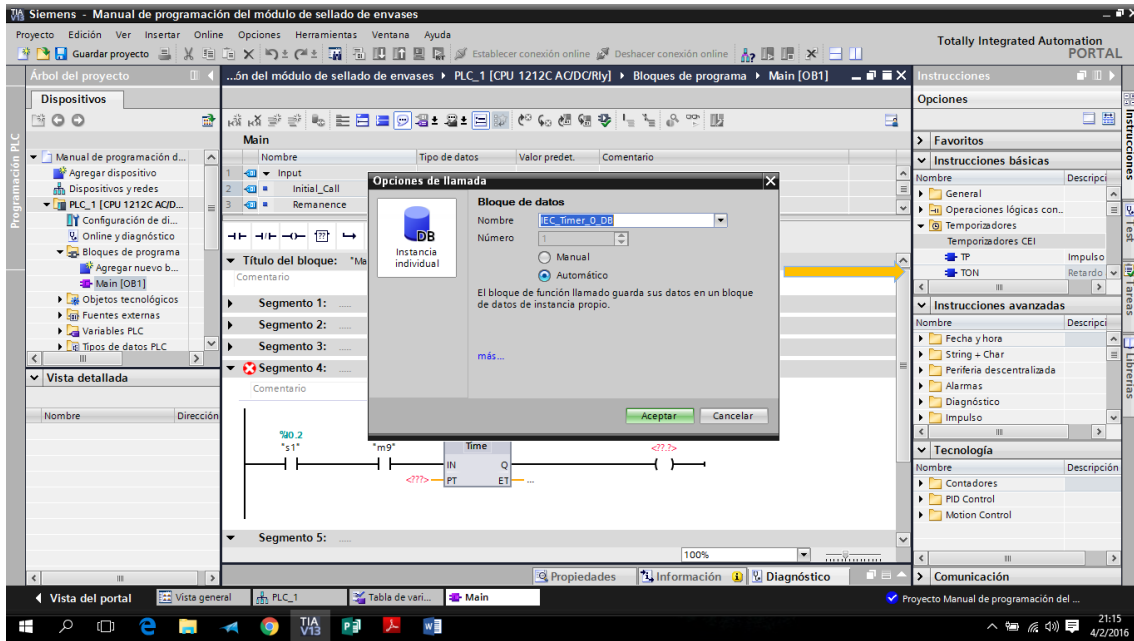 Siemens - Manual de programación del módulo de sellado de envases
Proyecto Edición Ver Insertar Online Opciones Herramientas Ventana Ayuda
Totally Integrated Automation
PORTAL
Guardar proyecto
Establecer conexión online
Deshacer conexión online
Árbol del proyecto
...ón del módulo de sellado de envases PLC_1 [CPU 1212C AC/DC/Rly] Bloques de programa Main [OB1]
Instrucciones
Dispositivos
Opciones
Programación PLC
Manual de programación d...
Agregar dispositivo
Dispositivos y redes
PLC_1 [CPU 1212C AC/D...
Configuración de di...
Online y diagnóstico
Bloques de programa
Agregar nuevo b...
Main [OB1]
Objetos tecnológicos
Fuentes externas
Variables PLC
Tipos de datos PLC
Vista detallada
Nombre Dirección
Main
Nombre Tipo de datos Valor predet. Comentario
1 Input
2 Initial_Call
3 Remanence
Título del bloque: "Ma
Comentario
Segmento 1:
Segmento 2:
Segmento 3:
Segmento 4:
Comentario
%I0.2
"s1"
"m9"
Time
IN Q
<???> PT ET ...
<??.?>
Segmento 5:
100%
Opciones de llamada
DB
Instancia
individual
Bloque de datos
Nombre IEC_Timer_0_DB
Número 1
Manual
Automático
El bloque de función llamado guarda sus datos en un bloque
de datos de instancia propio.
más...
Aceptar Cancelar
Favoritos
Instrucciones básicas
Nombre Descripci
General
Operaciones lógicas con..
Temporizadores
Temporizadores CEI
TP Impulso
TON Retardo
Instrucciones avanzadas
Nombre Descripci
Fecha y hora
String + Char
Periferia descentralizada
Alarmas
Diagnóstico
Impulso
Tecnología
Nombre Descripción
Contadores
PID Control
Motion Control
Comunicación
Instrucciones
Test
Tareas
Librerías
Propiedades Información Diagnóstico
Vista del portal
Vista general
PLC_1
Tabla de vari...
Main
Proyecto Manual de programación del ...
TIA
V13
21:15
4/2/2016